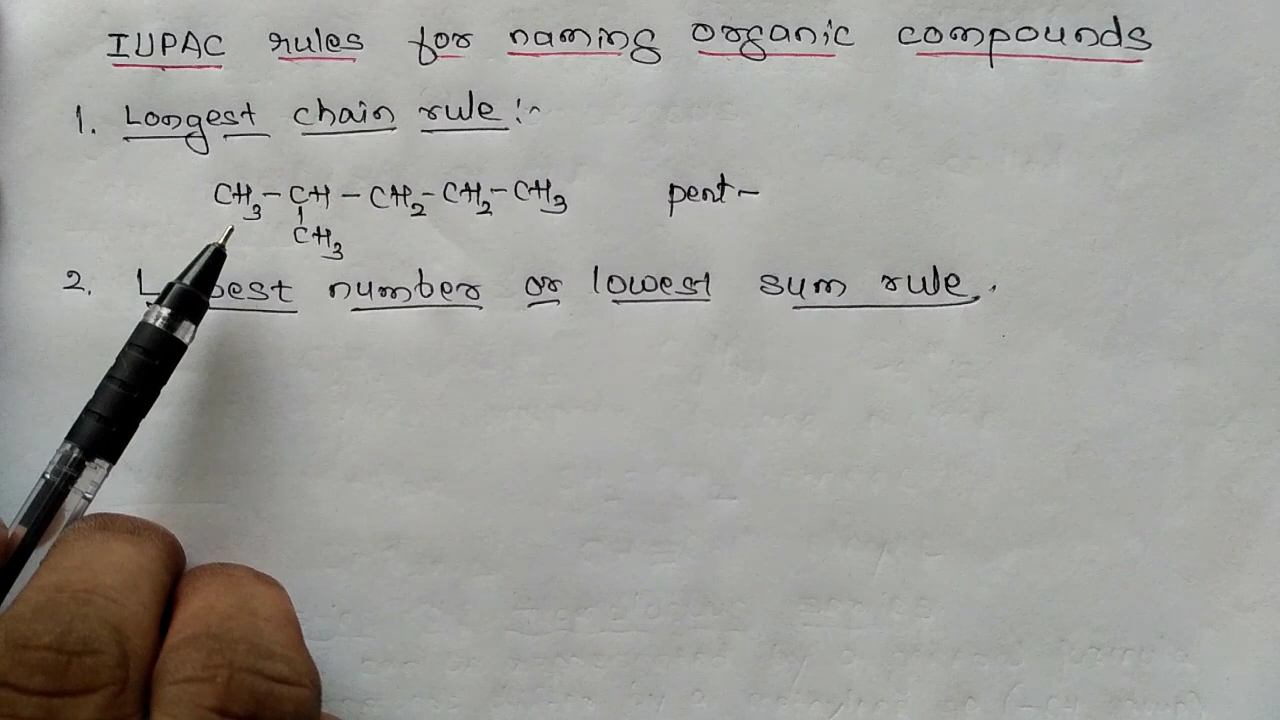 IUPAC rules for naming organic compounds
1. Longest chain rule :-
CH3 - CH - CH2 - CH2 - CH3 pent-
CH3
2. number or lowest sum rule.